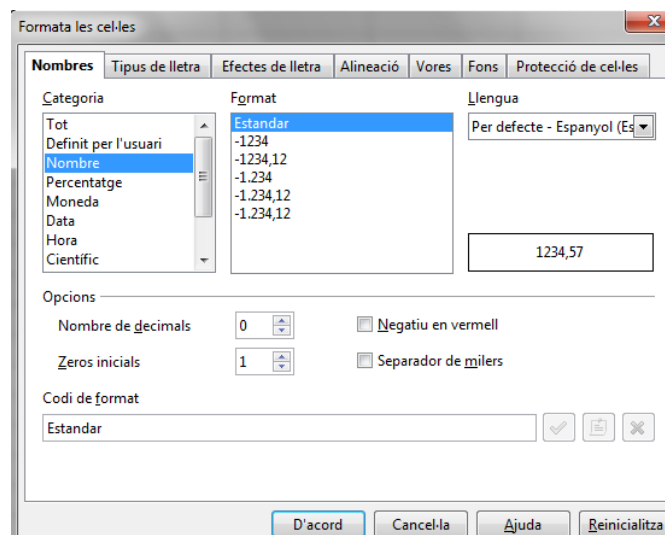 Formata les cel·les
Nombres Tipus de lletra Efectes de lletra Alineació Vores Fons Protecció de cel·les
Categoria
Tot
Definit per l'usuari
Nombre
Percentatge
Moneda
Data
Hora
Científic
Format
Estandar
-1234
-1234,12
-1.234
-1.234,12
-1.234,12
Llengua
Per defecte - Espanyol (Es
1234,57
Opcions
Nombre de decimals 0 Negatiu en vermell
Zeros inicials 1 Separador de milers
Codi de format
Estandar
D'acord Cancel·la Ajuda Reinicialitza